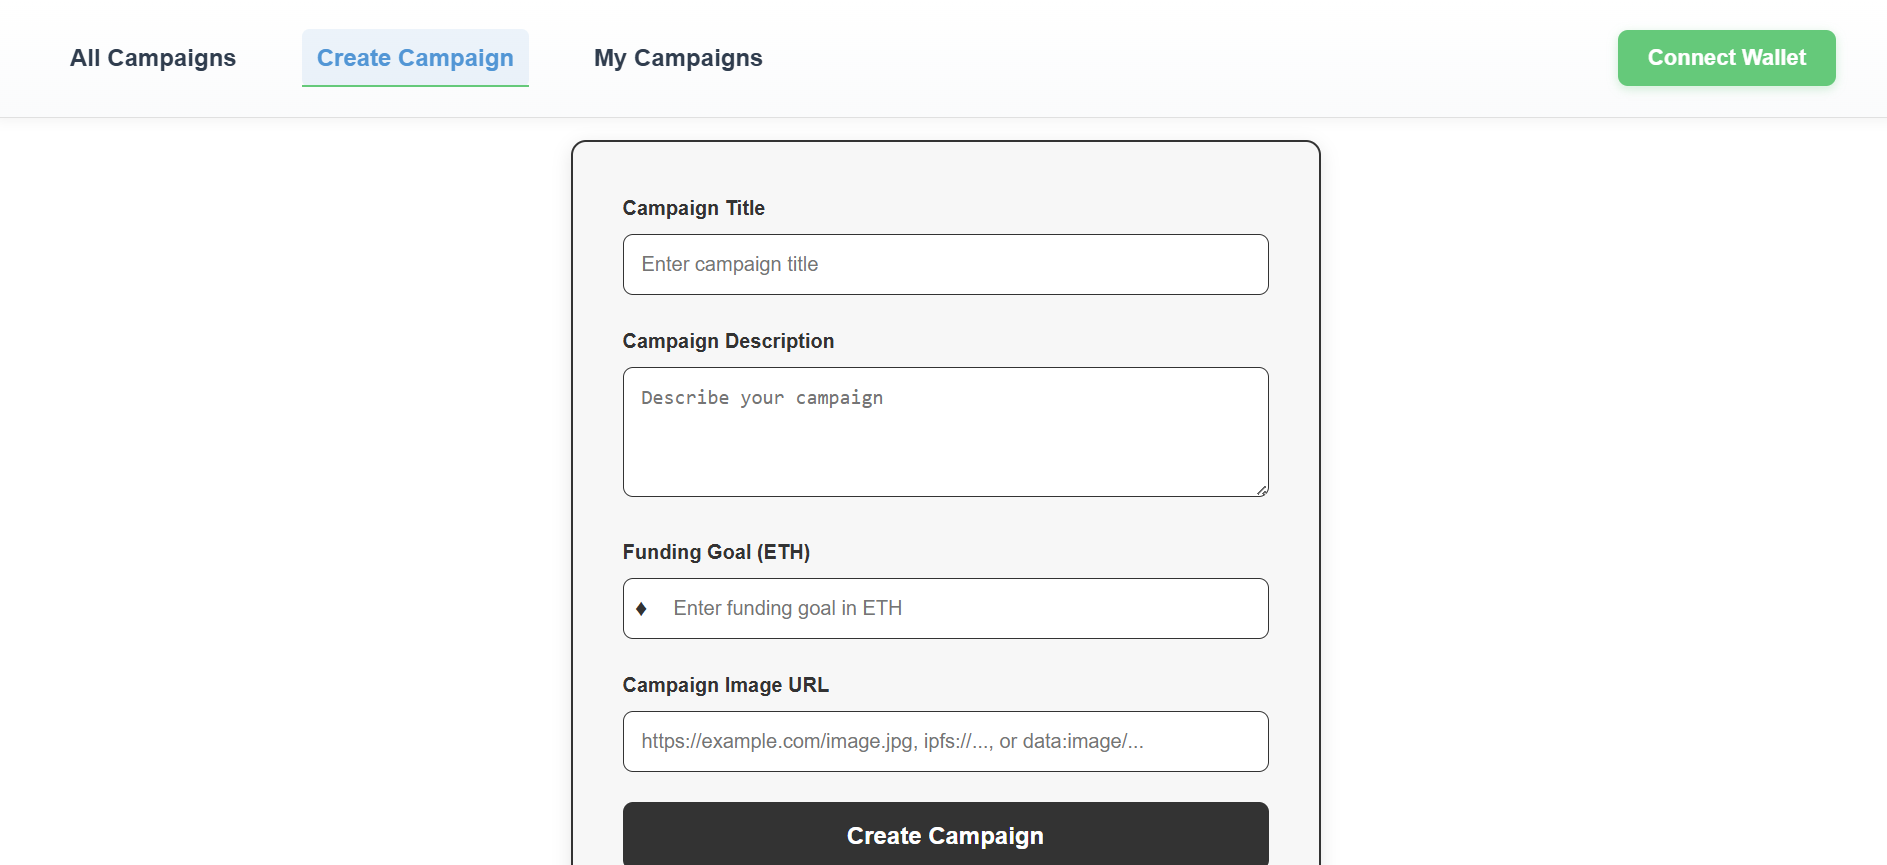 All Campaigns
Create Campaign
My Campaigns
Connect Wallet
Campaign Title
Enter campaign title
Campaign Description
Describe your campaign
Funding Goal (ETH)
♦ Enter funding goal in ETH
Campaign Image URL
https://example.com/image.jpg, ipfs://..., or data:image/...
Create Campaign